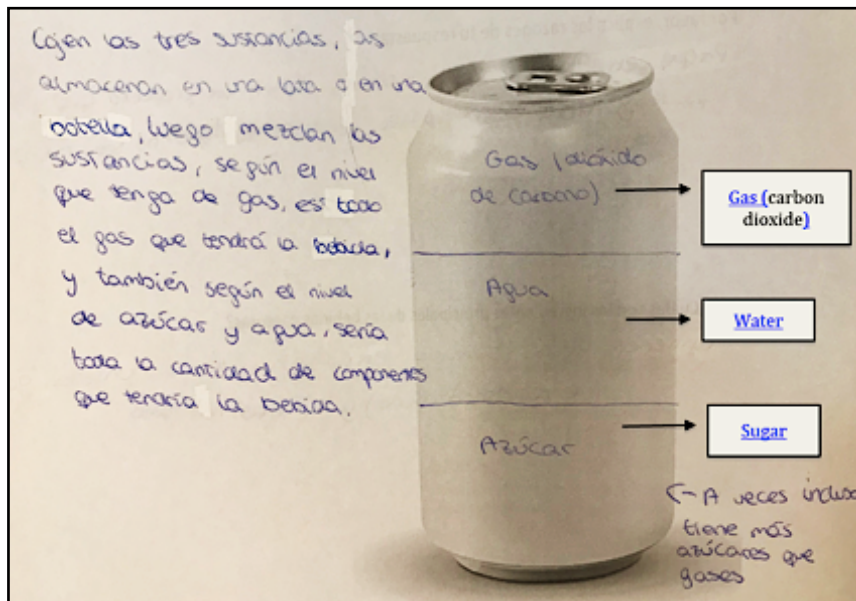 Cojen las tres sustancias, as
almacenan en una lata o en una
botella, luego mezclan las
sustancias, según el nivel
que tenga de gas, es todo
el gas que tendrá la bebida,
y también según el nivel
de azúcar y agua, sería
toda la cantidad de componentes
que tendría la bebida.
Gas (dióxido
de carbono)
Gas (carbon
dioxide)
Agua
Water
Azúcar
Sugar
A veces incluso
tiene más
azúcares que
gases